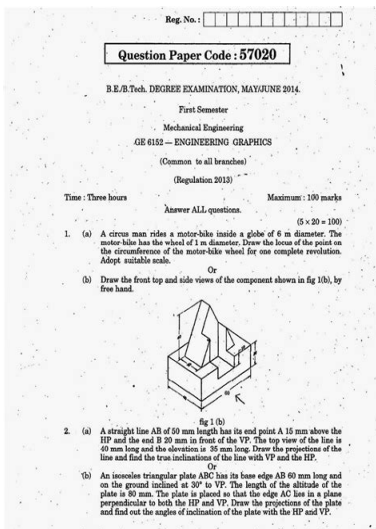 Reg. No. :
Question Paper Code : 57020
B.E./B.Tech. DEGREE EXAMINATION, MAY/JUNE 2014.
First Semester
Mechanical Engineering
GE 6152 — ENGINEERING GRAPHICS
(Common to all branches)
(Regulation 2013)
Time : Three hours Maximum : 100 marks
Answer ALL questions.
(5 × 20 = 100)
1. (a) A circus man rides a motor-bike inside a globe of 6 m diameter. The
motor-bike has the wheel of 1 m diameter. Draw the locus of the point on
the circumference of the motor-bike wheel for one complete revolution.
Adopt suitable scale.
Or
(b) Draw the front top and side views of the component shown in fig 1(b), by
free hand.
fig 1 (b)
2. (a) A straight line AB of 50 mm length has its end point A 15 mm above the
HP and the end B 20 mm in front of the VP. The top view of the line is
40 mm long and the elevation is 35 mm long. Draw the projections of the
line and find the true inclinations of the line with VP and the HP.
Or
(b) An isosceles triangular plate ABC has its base edge AB 60 mm long and
on the ground inclined at 30° to VP. The length of the altitude of the
plate is 80 mm. The plate is placed so that the edge AC lies in a plane
perpendicular to both the HP and VP. Draw the projections of the plate
and find out the angles of inclination of the plate with the HP and VP.